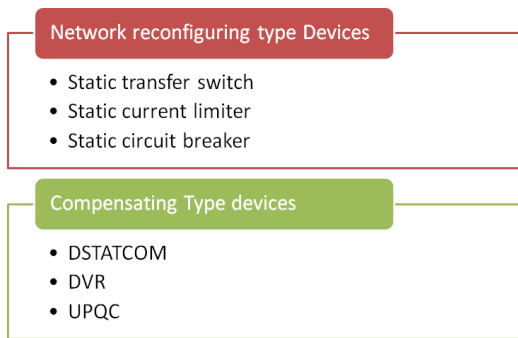 Network reconfiguring type Devices
• Static transfer switch
• Static current limiter
• Static circuit breaker
Compensating Type devices
• DSTATCOM
• DVR
• UPQC